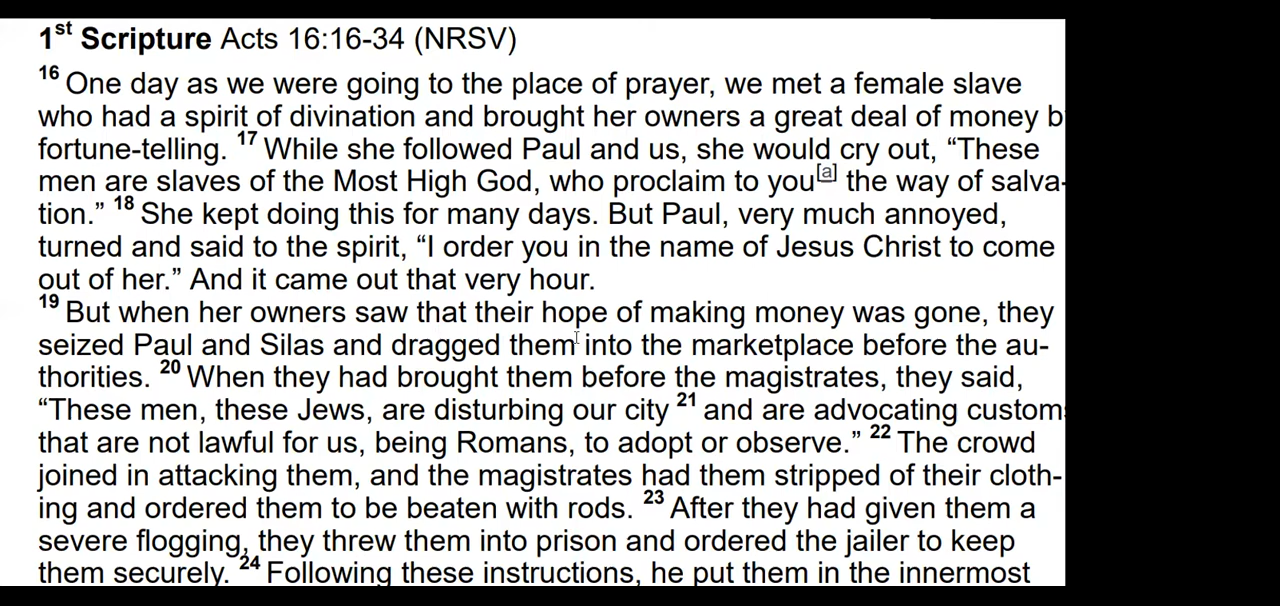 1st Scripture Acts 16:16-34 (NRSV)
16 One day as we were going to the place of prayer, we met a female slave
who had a spirit of divination and brought her owners a great deal of money b
fortune-telling. 17 While she followed Paul and us, she would cry out, “These
men are slaves of the Most High God, who proclaim to you[a] the way of salva-
tion.” 18 She kept doing this for many days. But Paul, very much annoyed,
turned and said to the spirit, “I order you in the name of Jesus Christ to come
out of her.” And it came out that very hour.
19 But when her owners saw that their hope of making money was gone, they
seized Paul and Silas and dragged them into the marketplace before the au-
thorities. 20 When they had brought them before the magistrates, they said,
“These men, these Jews, are disturbing our city 21 and are advocating custom
that are not lawful for us, being Romans, to adopt or observe.” 22 The crowd
joined in attacking them, and the magistrates had them stripped of their cloth-
ing and ordered them to be beaten with rods. 23 After they had given them a
severe flogging, they threw them into prison and ordered the jailer to keep
them securely. 24 Following these instructions, he put them in the innermost